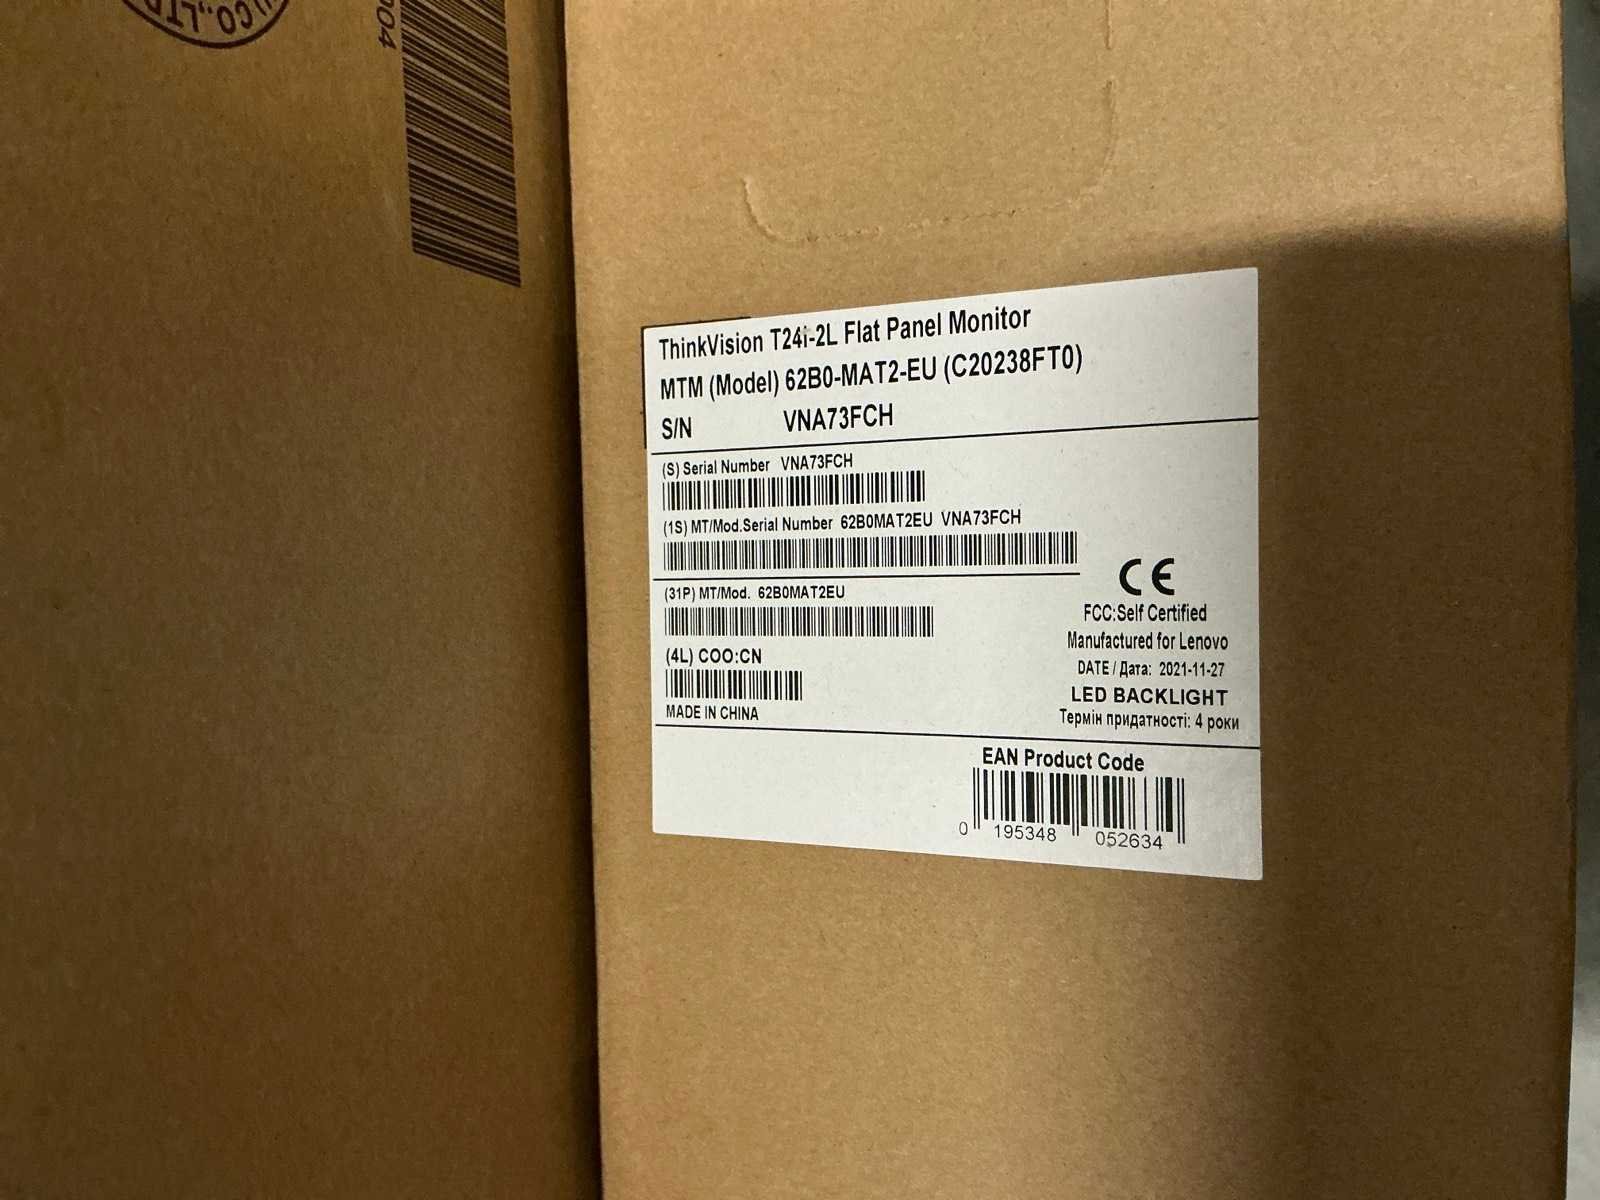 CO.,LTD
004
ThinkVision T24i-2L Flat Panel Monitor
MTM (Model) 62B0-MAT2-EU (C20238FT0)
S/N VNA73FCH
(S) Serial Number VNA73FCH
(1S) MT/Mod.Serial Number 62B0MAT2EU VNA73FCH
(31P) MT/Mod. 62B0MAT2EU
(4L) COO:CN
MADE IN CHINA
CE
FCC:Self Certified
Manufactured for Lenovo
DATE / Дата: 2021-11-27
LED BACKLIGHT
Термін придатності: 4 роки
EAN Product Code
0 195348 052634